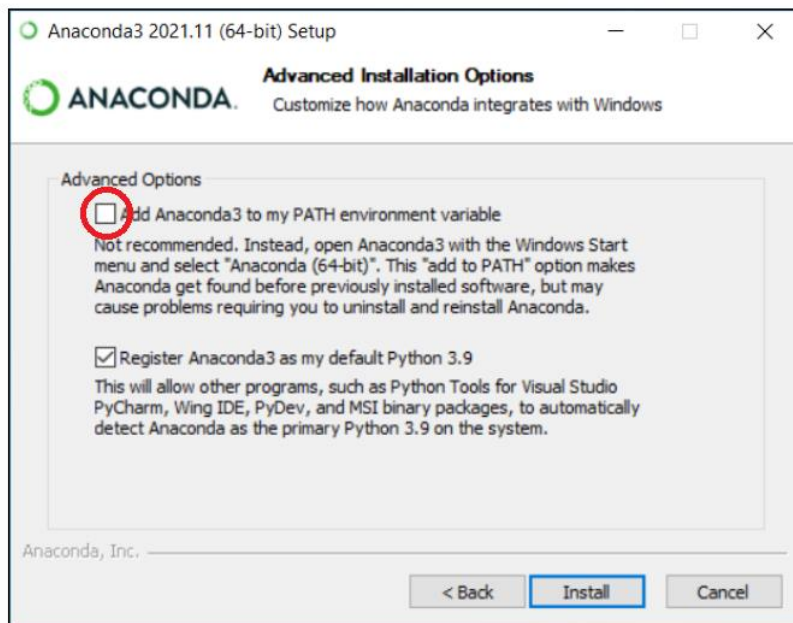 Anaconda3 2021.11 (64-bit) Setup
ANACONDA.
Advanced Installation Options
Customize how Anaconda integrates with Windows
Advanced Options
Add Anaconda3 to my PATH environment variable
Not recommended. Instead, open Anaconda3 with the Windows Start
menu and select "Anaconda (64-bit)". This "add to PATH" option makes
Anaconda get found before previously installed software, but may
cause problems requiring you to uninstall and reinstall Anaconda.
Register Anaconda3 as my default Python 3.9
This will allow other programs, such as Python Tools for Visual Studio
PyCharm, Wing IDE, PyDev, and MSI binary packages, to automatically
detect Anaconda as the primary Python 3.9 on the system.
Anaconda, Inc.
< Back
Install
Cancel